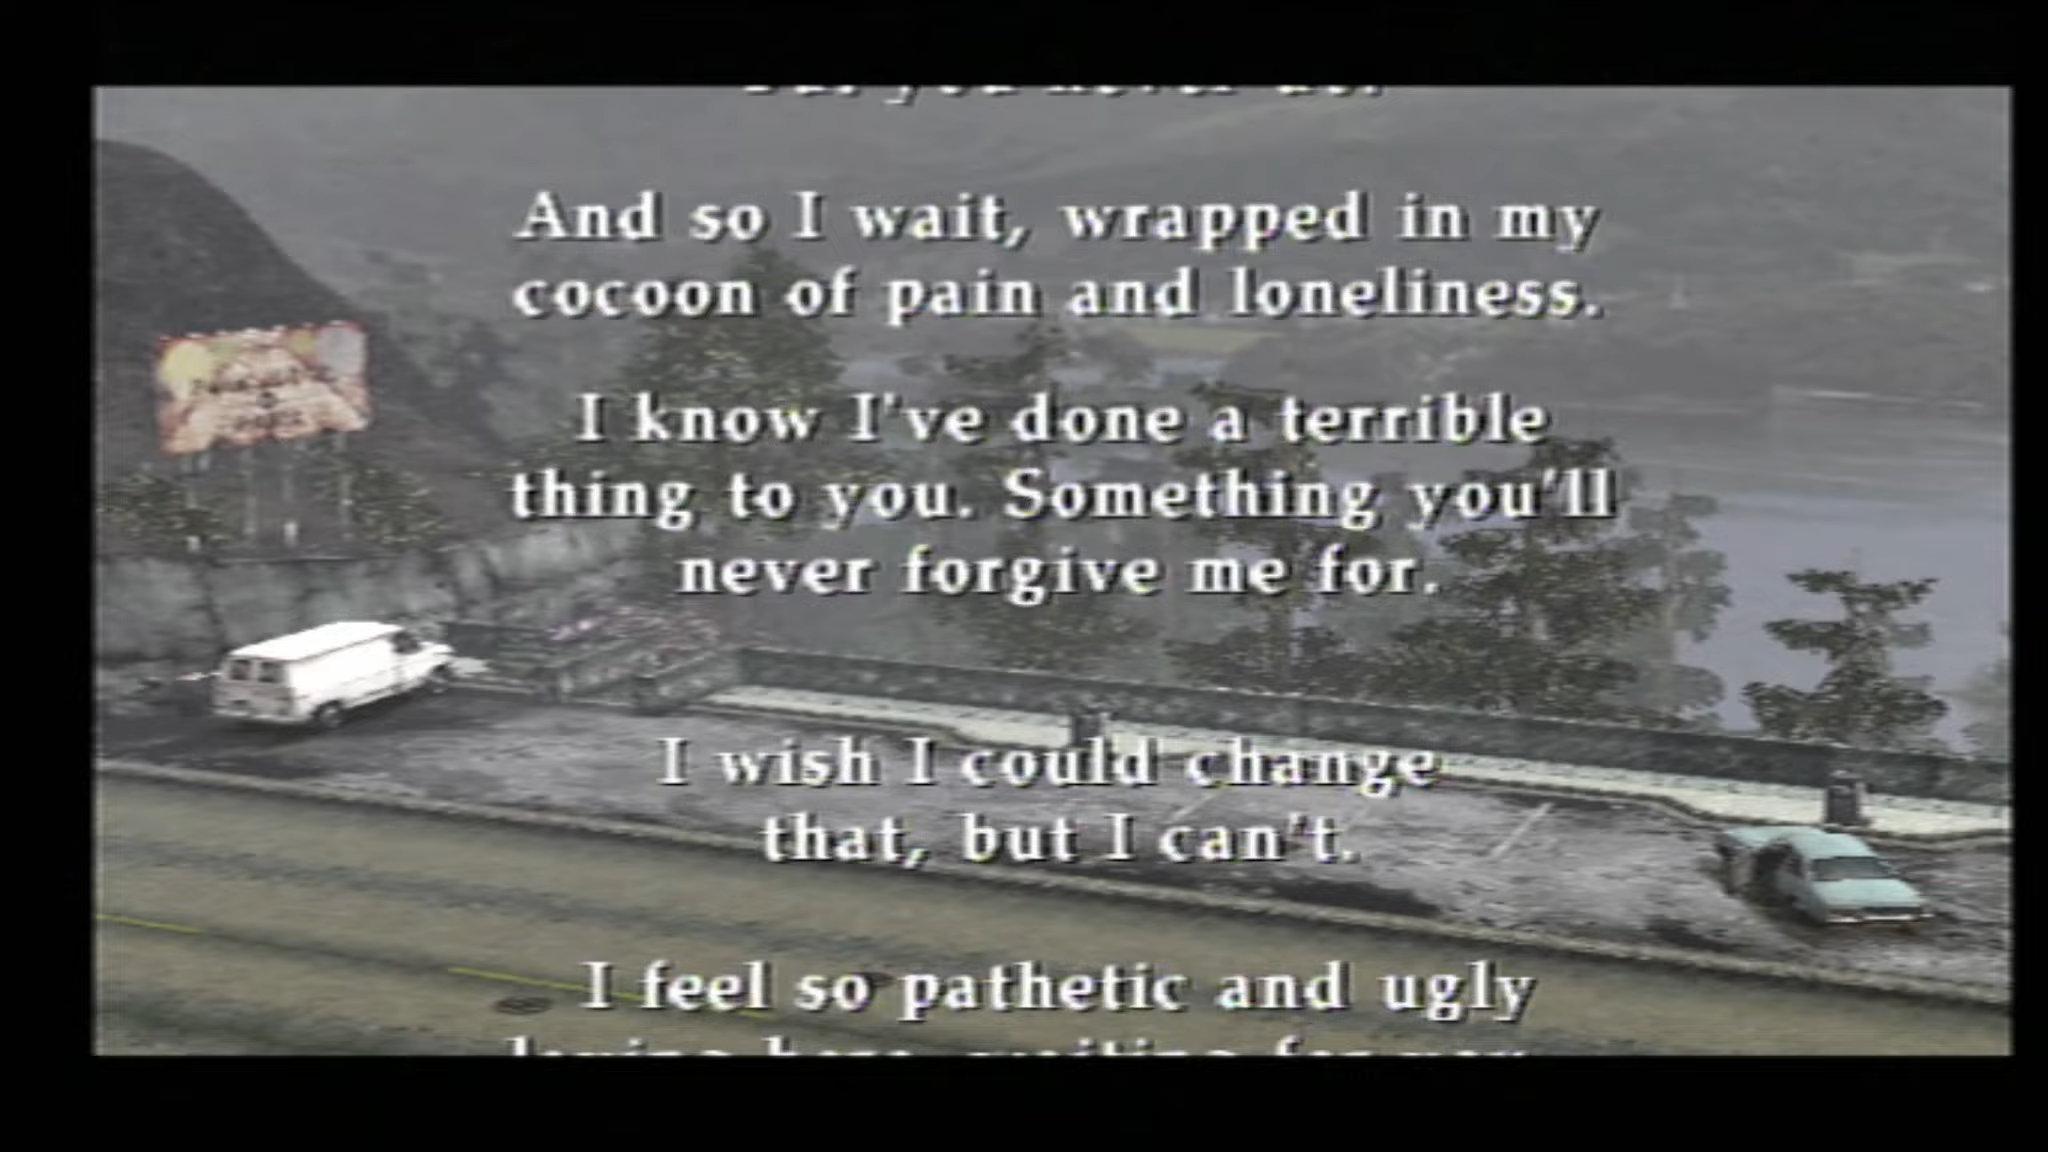 And so I wait, wrapped in my
cocoon of pain and loneliness.
I know I've done a terrible
thing to you. Something you'll
never forgive me for.
I wish I could change
that, but I can't.
I feel so pathetic and ugly